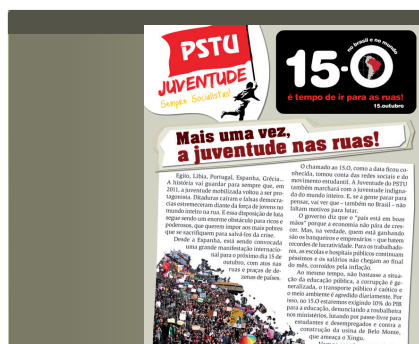 PSTU
JUVENTUDE
Sempre Socialistas!
no brasil e no mundo
15-O
é tempo de ir para as ruas!
15.outubro
Mais uma vez,
a juventude nas ruas!
Egito, Líbia, Portugal, Espanha, Grécia...
A história vai guardar para sempre que, em
2011, a juventude mobilizada voltou a ser pro-
tagonista. Ditaduras caíram e falsas democra-
cias estremeceram diante da força de jovens no
mundo inteiro na rua. E essa disposição de luta
segue sendo um enorme obstáculo para ricos e
poderosos, que querem impor aos mais pobres
que se sacrifiquem para salvá-los da crise.
Desde a Espanha, está sendo convocada
uma grande manifestação internacio-
nal para o próximo dia 15 de
outubro, com atos nas
ruas e praças de de-
zenas de países.
O chamado ao 15.O, como a data ficou co-
nhecida, tomou conta das redes sociais e do
movimento estudantil. A Juventude do PSTU
também marchará com a juventude indigna-
da do mundo inteiro. E, se a gente parar para
pensar, vai ver que – também no Brasil – não
faltam motivos para lutar.
O governo diz que o "país está em boas
mãos" porque a economia não pára de cres-
cer. Mas, na verdade, quem está ganhando
são os banqueiros e empresários – que batem
recordes de lucratividade. Para os trabalhado-
res, as escolas e hospitais públicos continuam
péssimos e os salários não chegam ao final
do mês, corroídos pela inflação.
Ao mesmo tempo, não bastasse a situa-
ção da educação pública, a corrupção é ge-
neralizada, o transporte público é caótico e
o meio ambiente é agredido diariamente. Por
isso, no 15.O estaremos exigindo 10% do PIB
para a educação, denunciando a roubalheira
nos ministérios, lutando por passe-livre para
estudantes e desempregados e contra a
construção da usina de Belo Monte,
que ameaça o Xingu.